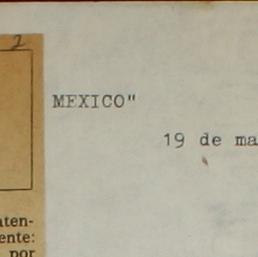 2
MEXICO"
19 de ma
aten-
ente:
por